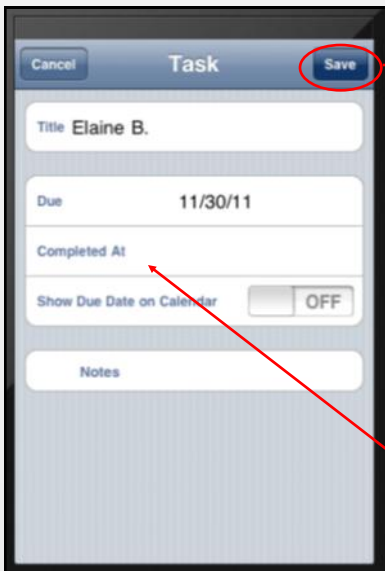 Cancel Task Save
Title Elaine B.
Due 11/30/11
Completed At
Show Due Date on Calendar OFF
Notes